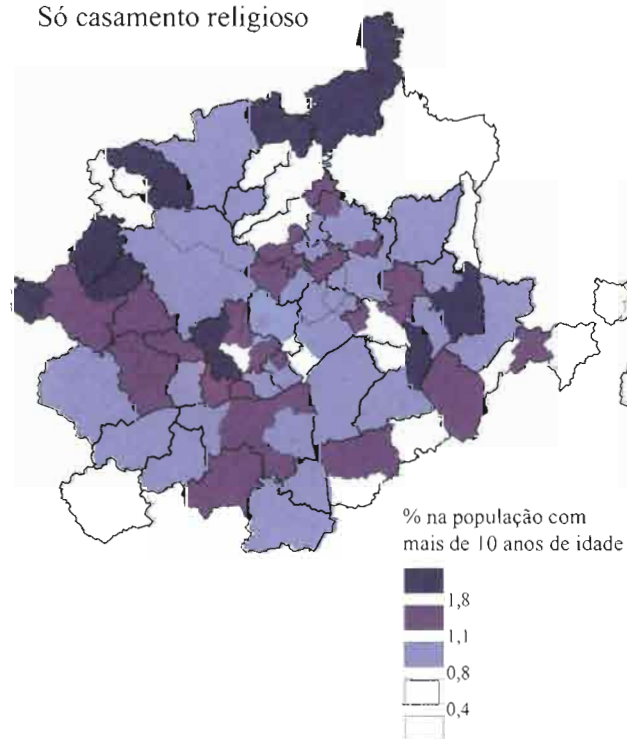 Só casamento religioso
% na população com
mais de 10 anos de idade
1,8
1,1
0,8
0,4